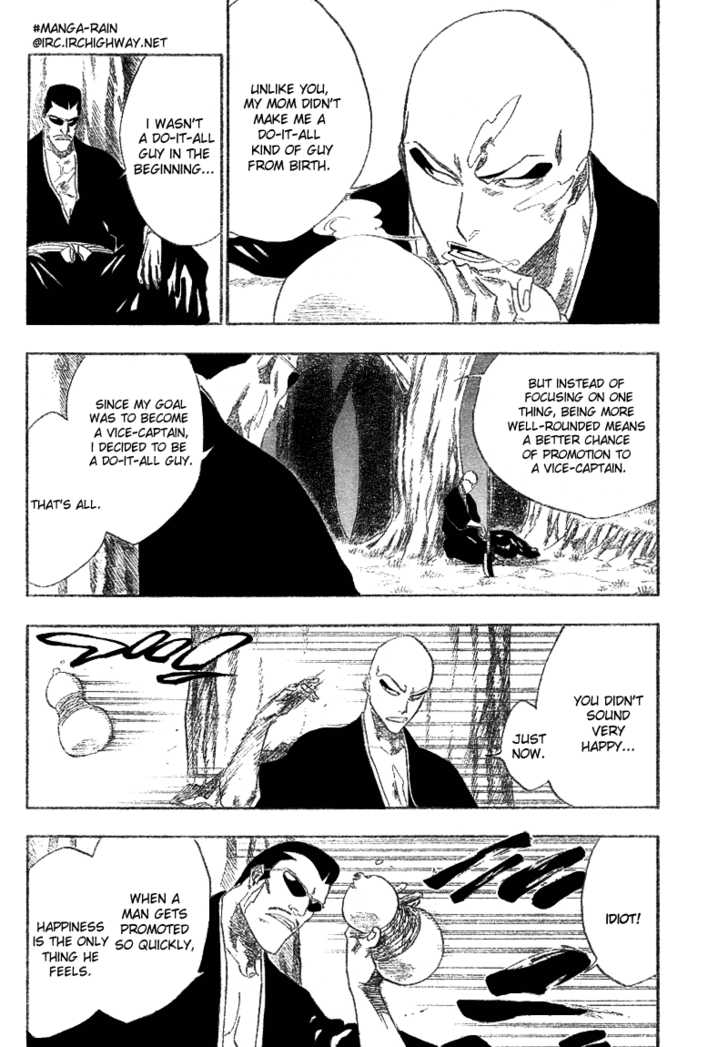 #MANGA-RAIN
@IRC.IRCHIGHWAY.NET
UNLIKE YOU,
MY MOM DIDN'T
MAKE ME A
DO-IT-ALL
KIND OF GUY
FROM BIRTH.
I WASN'T
A DO-IT-ALL
GUY IN THE
BEGINNING...
BUT INSTEAD OF
FOCUSING ON ONE
THING, BEING MORE
WELL-ROUNDED MEANS
A BETTER CHANCE
OF PROMOTION TO
A VICE-CAPTAIN.
SINCE MY GOAL
WAS TO BECOME
A VICE-CAPTAIN,
I DECIDED TO
BE A DO-IT-ALL GUY.
THAT'S ALL.
YOU DIDN'T
SOUND
VERY
HAPPY...
JUST
NOW.
IDIOT!
WHEN A
MAN GETS
PROMOTED
SO QUICKLY,
HAPPINESS
IS THE ONLY
THING HE
FEELS.